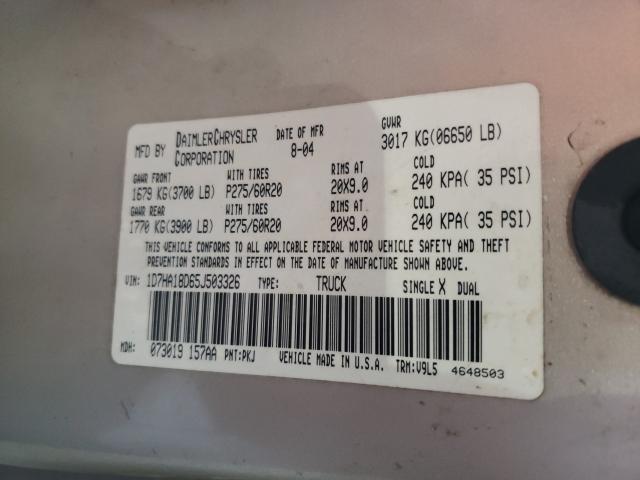 MFD BY DAIMLERCHRYSLER CORPORATION DATE OF MFR 8-04 GVWR 3017 KG(06650 LB)
GAWR FRONT WITH TIRES RIMS AT COLD
1679 KG(3700 LB) P275/60R20 20X9.0 240 KPA( 35 PSI)
GAWR REAR WITH TIRES RIMS AT COLD
1770 KG(3900 LB) P275/60R20 20X9.0 240 KPA( 35 PSI)
THIS VEHICLE CONFORMS TO ALL APPLICABLE FEDERAL MOTOR VEHICLE SAFETY AND THEFT
PREVENTION STANDARDS IN EFFECT ON THE DATE OF MANUFACTURE SHOWN ABOVE.
VIN: 1D7HA18D65J503326 TYPE: TRUCK SINGLE X DUAL
MDH: 073019 157AA PNT:PKJ VEHICLE MADE IN U.S.A. TRM:V9L5 4648503